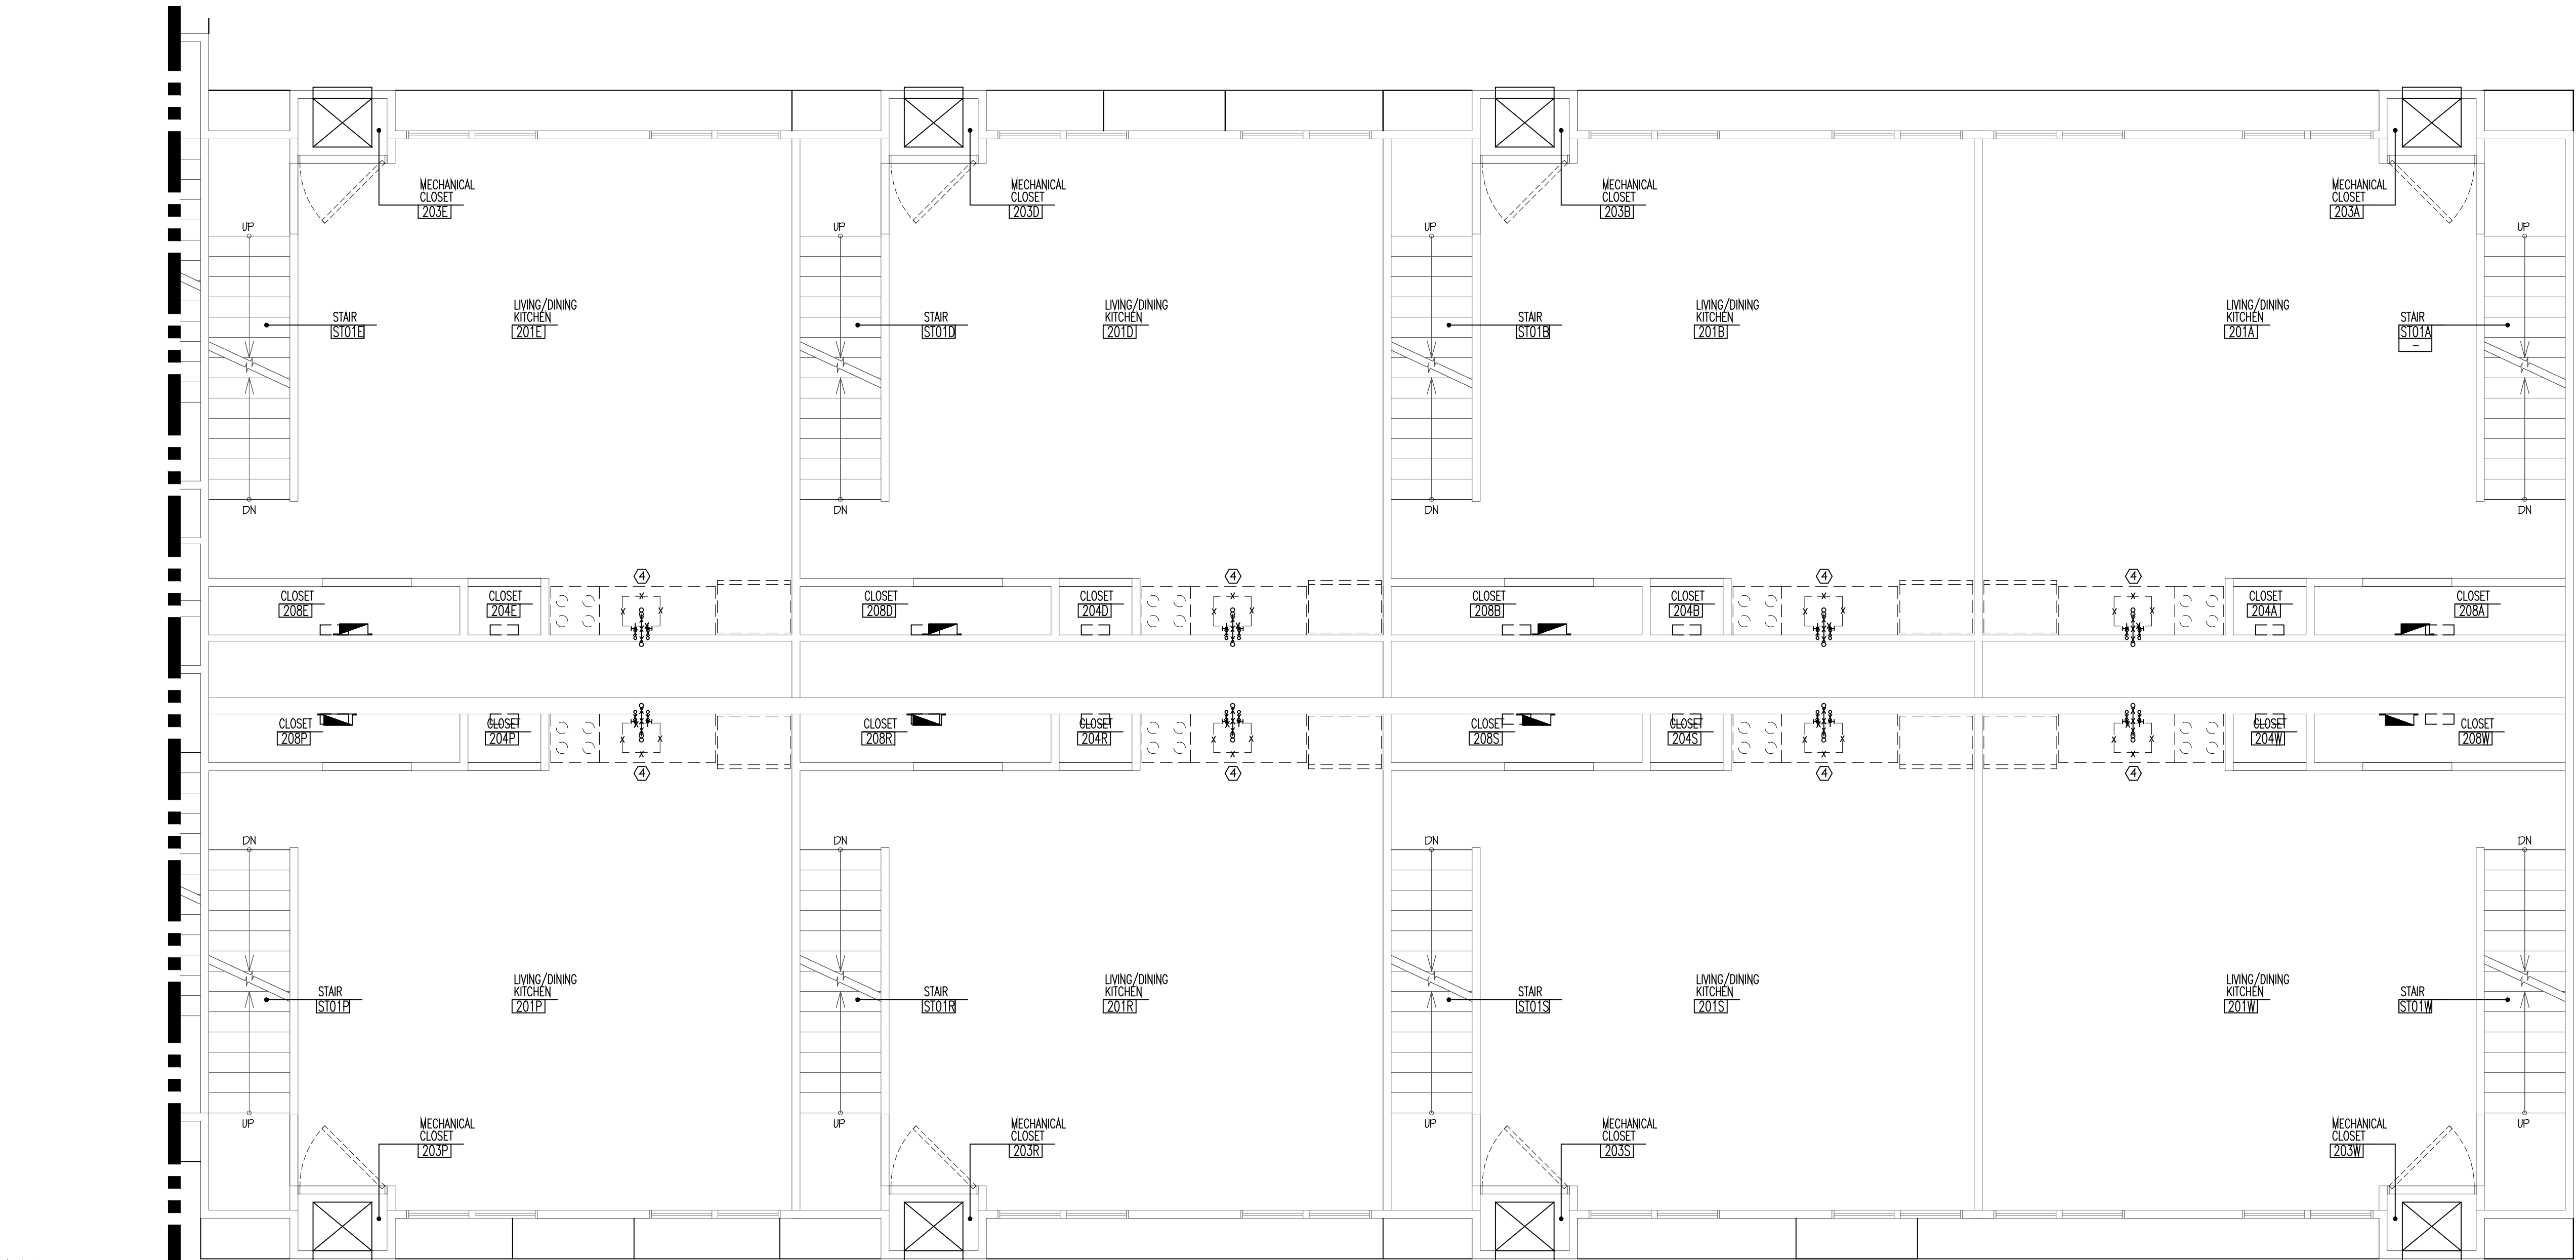 MECHANICAL
CLOSET
203E
MECHANICAL
CLOSET
203D
MECHANICAL
CLOSET
203B
MECHANICAL
CLOSET
203A
UP
UP
UP
UP
STAIR
ST01E
LIVING/DINING
KITCHEN
201E
STAIR
ST01D
LIVING/DINING
KITCHEN
201D
STAIR
ST01B
LIVING/DINING
KITCHEN
201B
LIVING/DINING
KITCHEN
201A
STAIR
ST01A
-
DN
DN
DN
DN
4
4
4
4
CLOSET
208E
CLOSET
204E
CLOSET
208D
CLOSET
204D
CLOSET
208B
CLOSET
204B
CLOSET
204A
CLOSET
208A
CLOSET
208P
CLOSET
204P
CLOSET
208R
CLOSET
204R
CLOSET
208S
CLOSET
204S
CLOSET
204W
CLOSET
208W
4
4
4
4
DN
DN
DN
DN
STAIR
ST01P
LIVING/DINING
KITCHEN
201P
STAIR
ST01R
LIVING/DINING
KITCHEN
201R
STAIR
ST01S
LIVING/DINING
KITCHEN
201S
LIVING/DINING
KITCHEN
201W
STAIR
ST01W
UP
UP
UP
UP
MECHANICAL
CLOSET
203P
MECHANICAL
CLOSET
203R
MECHANICAL
CLOSET
203S
MECHANICAL
CLOSET
203W